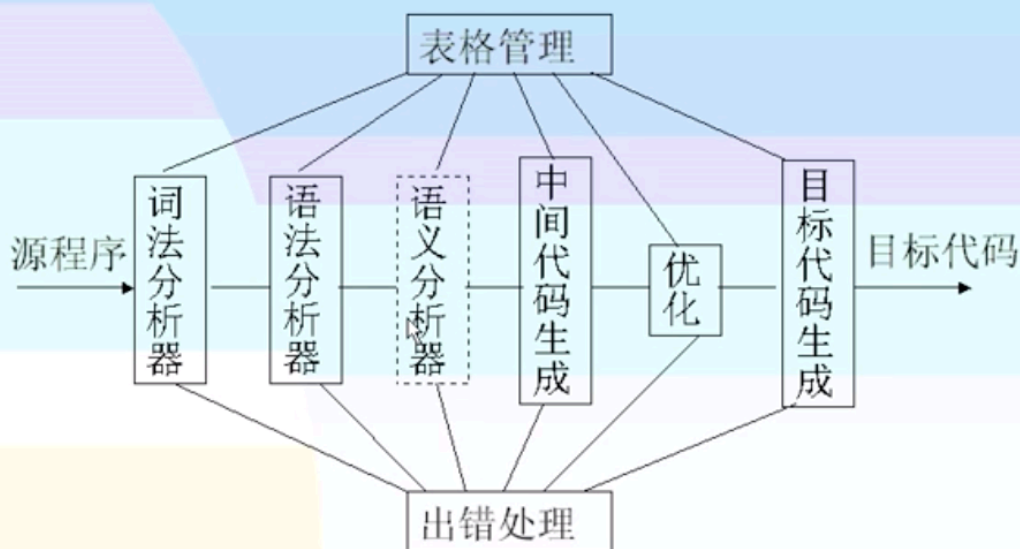 表格管理
源程序
词法分析器
语法分析器
语义分析器
中间代码生成
优化
目标代码生成
目标代码
出错处理